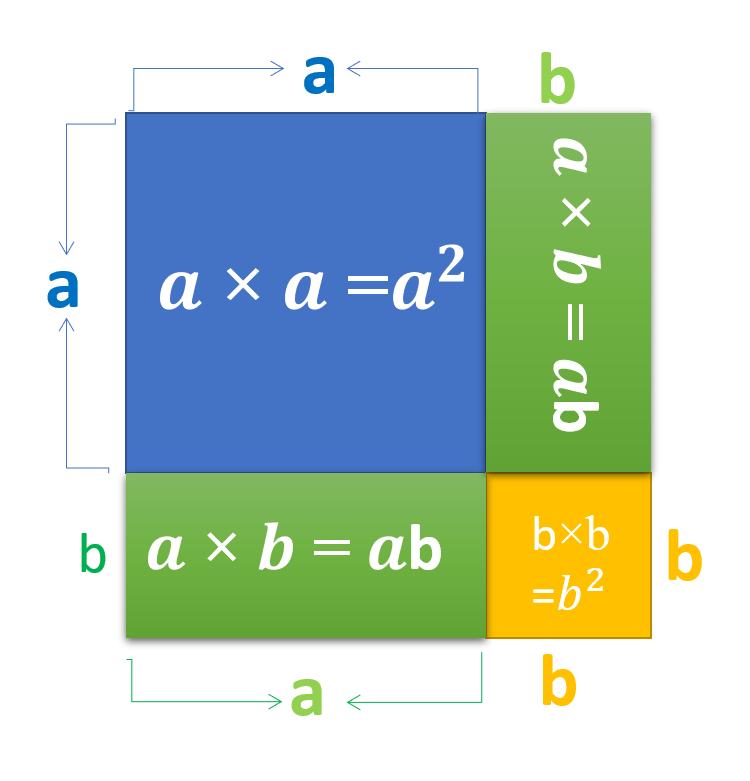 a
b
a
a × a =a²
a × b = ab
b
a × b = ab
b×b
=b²
b
a
b